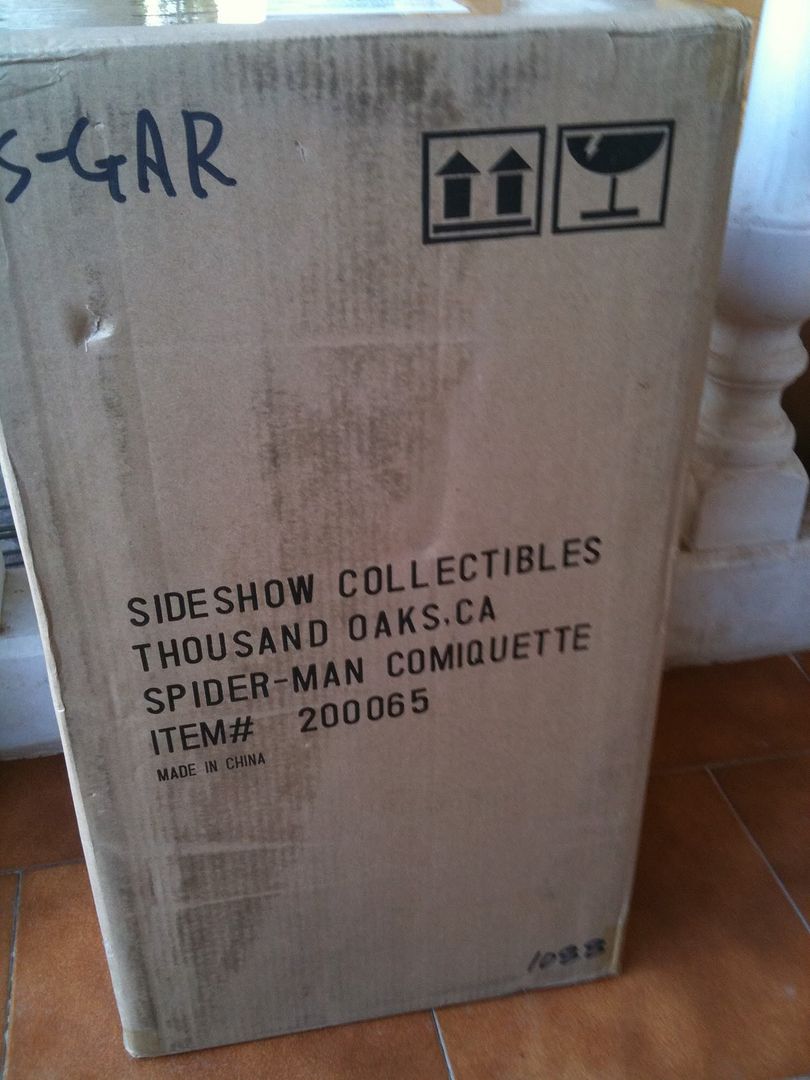 S-GAR
SIDESHOW COLLECTIBLES
THOUSAND OAKS,CA
SPIDER-MAN COMIQUETTE
ITEM# 200065
MADE IN CHINA
1088